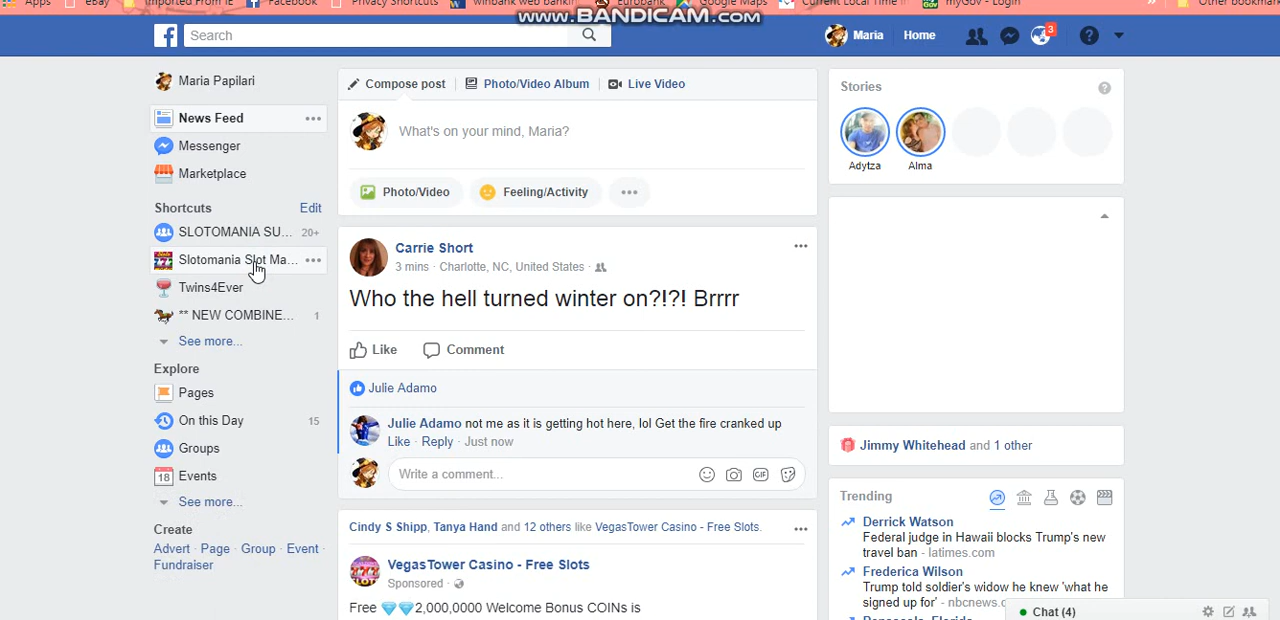 Apps eBay Imported From IE Facebook Privacy Shortcuts winbank web bankin Eurobank Google Maps Current Local Time i myGov - Login » Other bookmark
www.BANDICAM.com
Search
Maria Home 3
Maria Papilari
News Feed
Messenger
Marketplace
Shortcuts Edit
SLOTOMANIA SU... 20+
Slotomania Slot Ma...
Twins4Ever
** NEW COMBINE... 1
See more...
Explore
Pages
On this Day 15
Groups
18 Events
See more...
Create
Advert · Page · Group · Event ·
Fundraiser
Compose post Photo/Video Album Live Video
What's on your mind, Maria?
Photo/Video Feeling/Activity
Carrie Short
3 mins · Charlotte, NC, United States ·
Who the hell turned winter on?!?! Brrrr
Like Comment
Julie Adamo
Julie Adamo not me as it is getting hot here, lol Get the fire cranked up
Like · Reply · Just now
Write a comment...
GIF
Cindy S Shipp, Tanya Hand and 12 others like VegasTower Casino - Free Slots.
VegasTower Casino - Free Slots
Sponsored ·
Free 2,000,0000 Welcome Bonus COINs is
Stories
Adytza Alma
Jimmy Whitehead and 1 other
Trending
Derrick Watson
Federal judge in Hawaii blocks Trump's new
travel ban - latimes.com
Frederica Wilson
Trump told soldier's widow he knew 'what he
signed up for' - nbcnews.c
Chat (4)